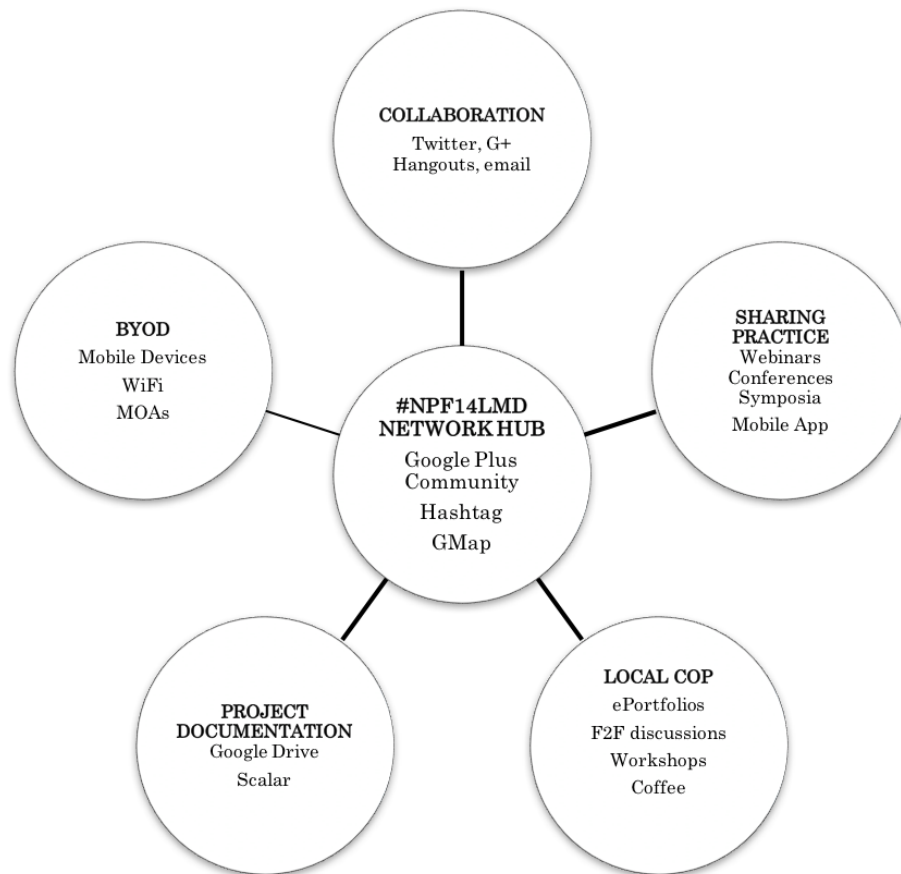 COLLABORATION
Twitter, G+
Hangouts, email
BYOD
Mobile Devices
WiFi
MOAs
SHARING
PRACTICE
Webinars
Conferences
Symposia
Mobile App
#NPF14LMD
NETWORK HUB
Google Plus
Community
Hashtag
GMap
PROJECT
DOCUMENTATION
Google Drive
Scalar
LOCAL COP
ePortfolios
F2F discussions
Workshops
Coffee